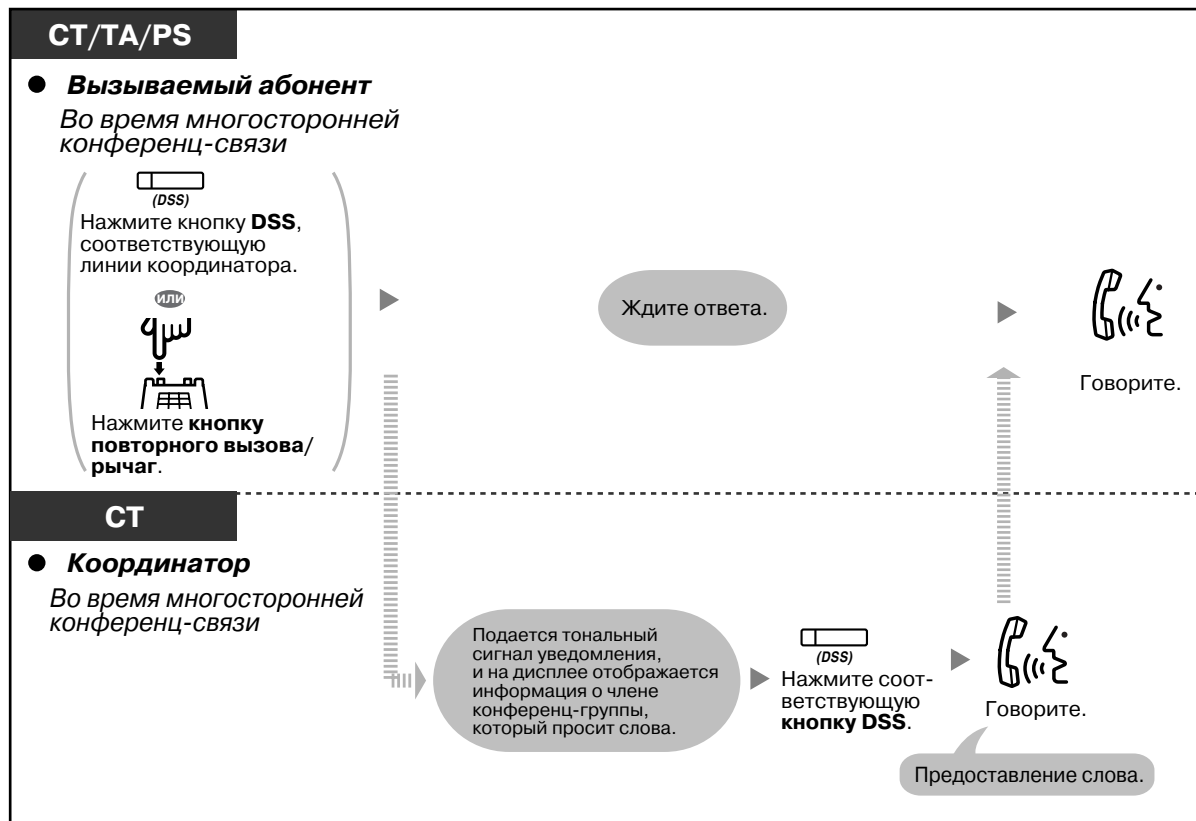 CT/TA/PS
● Вызываемый абонент
Во время многосторонней
конференц-связи
(DSS)
Нажмите кнопку DSS,
соответствующую
линии координатора.
или
Нажмите кнопку
повторного вызова/
рычаг.
Ждите ответа.
Говорите.
CT
● Координатор
Во время многосторонней
конференц-связи
Подается тональный
сигнал уведомления,
и на дисплее отображается
информация о члене
конференц-группы,
который просит слова.
(DSS)
Нажмите соот-
ветствующую
кнопку DSS.
Говорите.
Предоставление слова.